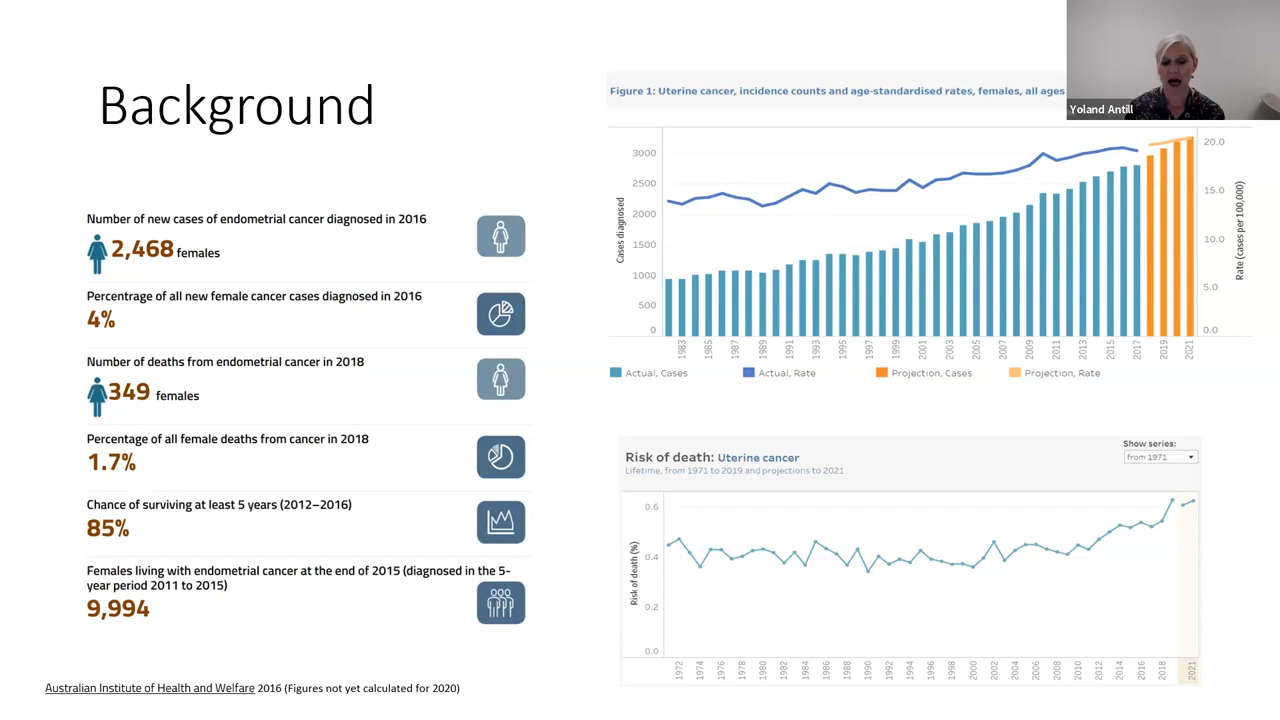 Background
Number of new cases of endometrial cancer diagnosed in 2016
2,468 females
Percentrage of all new female cancer cases diagnosed in 2016
4%
Number of deaths from endometrial cancer in 2018
349 females
Percentage of all female deaths from cancer in 2018
1.7%
Chance of surviving at least 5 years (2012–2016)
85%
Females living with endometrial cancer at the end of 2015 (diagnosed in the 5-
year period 2011 to 2015)
9,994
Australian Institute of Health and Welfare 2016 (Figures not yet calculated for 2020)
Figure 1: Uterine cancer, incidence counts and age-standardised rates, females, all ages
Yoland Antill
Cases diagnosed
3000
2500
2000
1500
1000
500
0
20.0
15.0
10.0
5.0
0.0
Rate (cases per 100,000)
1983 1985 1987 1989 1991 1993 1995 1997 1999 2001 2003 2005 2007 2009 2011 2013 2015 2017 2019 2021
Actual, Cases Actual, Rate Projection, Cases Projection, Rate
Risk of death: Uterine cancer
Lifetime, from 1971 to 2019 and projections to 2021
Show series:
from 1971
Risk of death (%)
0.6
0.4
0.2
0.0
1972 1974 1976 1978 1980 1982 1984 1986 1988 1990 1992 1994 1996 1998 2000 2002 2004 2006 2008 2010 2012 2014 2016 2018 2021